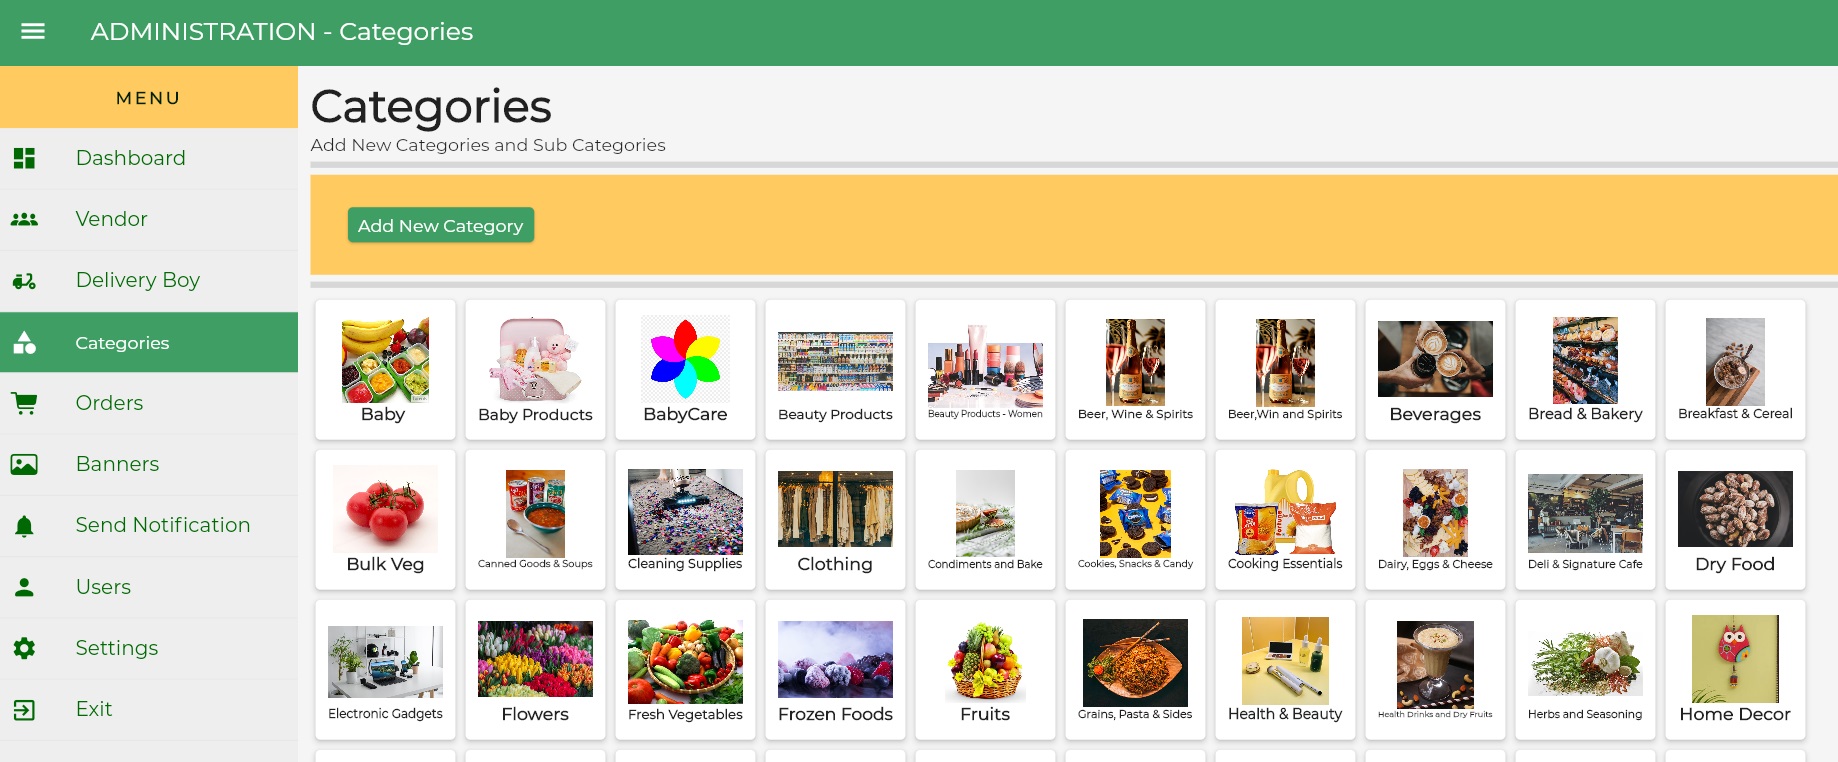 ADMINISTRATION - Categories
MENU
Dashboard
Vendor
Delivery Boy
Categories
Orders
Banners
Send Notification
Users
Settings
Exit
Categories
Add New Categories and Sub Categories
Add New Category
Baby
Baby Products
BabyCare
Beauty Products
Beauty Products - Women
Beer, Wine & Spirits
Beer,Win and Spirits
Beverages
Bread & Bakery
Breakfast & Cereal
Bulk Veg
Canned Goods & Soups
Cleaning Supplies
Clothing
Condiments and Bake
Cookies, Snacks & Candy
Cooking Essentials
Dairy, Eggs & Cheese
Deli & Signature Cafe
Dry Food
Electronic Gadgets
Flowers
Fresh Vegetables
Frozen Foods
Fruits
Grains, Pasta & Sides
Health & Beauty
Health Drinks and Dry Fruits
Herbs and Seasoning
Home Decor